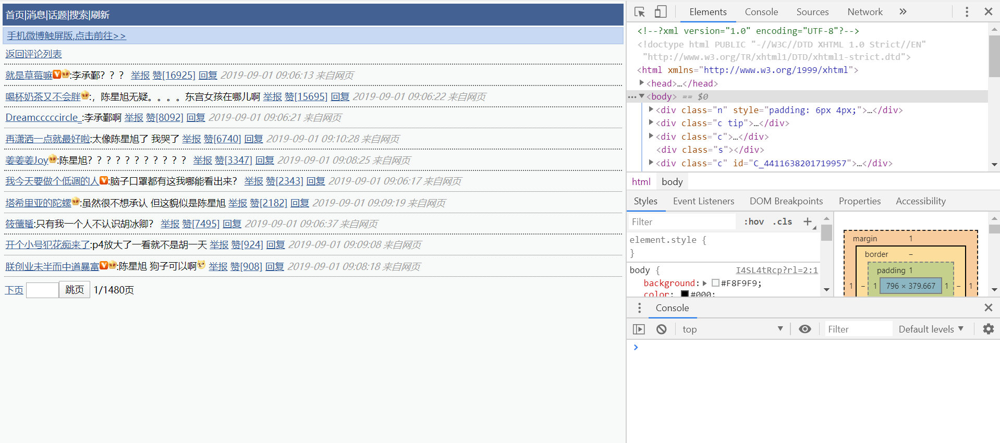 首页|消息|话题|搜索|刷新
手机微博触屏版,点击前往>>
返回评论列表
就是草莓嘛:李承鄞？？？ 举报 赞[16925] 回复 2019-09-01 09:06:13 来自网页
喝杯奶茶又不会胖:，陈星旭无疑。。。。东宫女孩在哪儿啊 举报 赞[15695] 回复 2019-09-01 09:06:22 来自网页
Dreamcccccircle_:李承鄞啊 举报 赞[8092] 回复 2019-09-01 09:06:21 来自网页
再潇洒一点就最好啦:太像陈星旭了 我哭了 举报 赞[6740] 回复 2019-09-01 09:10:28 来自网页
姜姜姜Joy:陈星旭？？？？？？？？？？？ 举报 赞[3347] 回复 2019-09-01 09:08:25 来自网页
我今天要做个低调的人:脑子口罩都有这我哪能看出来？ 举报 赞[2343] 回复 2019-09-01 09:06:17 来自网页
塔希里亚的陀螺:虽然很不想承认 但这貌似是陈星旭 举报 赞[2182] 回复 2019-09-01 09:09:19 来自网页
:只有我一个人不认识胡冰卿？ 举报 赞[7495] 回复 2019-09-01 09:06:37 来自网页
开个小号犯花痴来了:p4放大了一看就不是胡一天 举报 赞[924] 回复 2019-09-01 09:09:08 来自网页
朕创业未半而中道暴富:陈星旭 狗子可以啊 举报 赞[908] 回复 2019-09-01 09:08:18 来自网页
下页 跳页 1/1480页
Elements Console Sources Network »
<!--?xml version="1.0" encoding="UTF-8"?-->
<!doctype html PUBLIC "-//W3C//DTD XHTML 1.0 Strict//EN"
"http://www.w3.org/TR/xhtml1/DTD/xhtml1-strict.dtd">
<html xmlns="http://www.w3.org/1999/xhtml">
<head>…</head>
…<body> == $0
<div class="n" style="padding: 6px 4px;">…</div>
<div class="c tip">…</div>
<div class="c">…</div>
<div class="s"></div>
<div class="c" id="C_4411638201719957">…</div>
html body
Styles Event Listeners DOM Breakpoints Properties Accessibility
Filter :hov .cls +
element.style {
}
body { I4SL4tRcp?rl=2:1
background: #F8F9F9;
color: #000;
margin 1
border –
padding 1
1 – 1 796 × 379.667 1 – 1
Console
top Filter Default levels
>